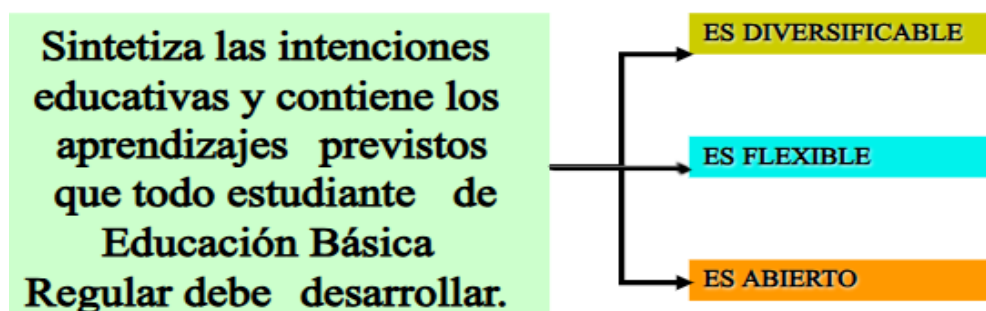 Sintetiza las intenciones
educativas y contiene los
aprendizajes previstos
que todo estudiante de
Educación Básica
Regular debe desarrollar.
ES DIVERSIFICABLE
ES FLEXIBLE
ES ABIERTO